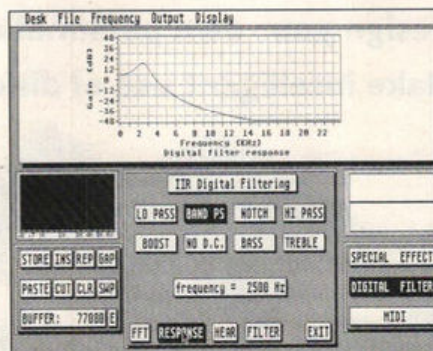 Desk File Frequency Output Display
48
36
24
12
0
-12
-24
-36
-48
Gain (dB)
0 2 4 6 8 10 12 14 16 18 20 22
Frequency (KHz)
Digital filter response
IIR Digital Filtering
LO PASS BAND PS NOTCH HI PASS
BOOST NO D.C. BASS TREBLE
frequency = 2500 Hz
FFT RESPONSE HEAR FILTER EXIT
STORE INS REP GAP
PASTE CUT CLR SWP
BUFFER: 77000 E
SPECIAL EFFECT
DIGITAL FILTER
MIDI